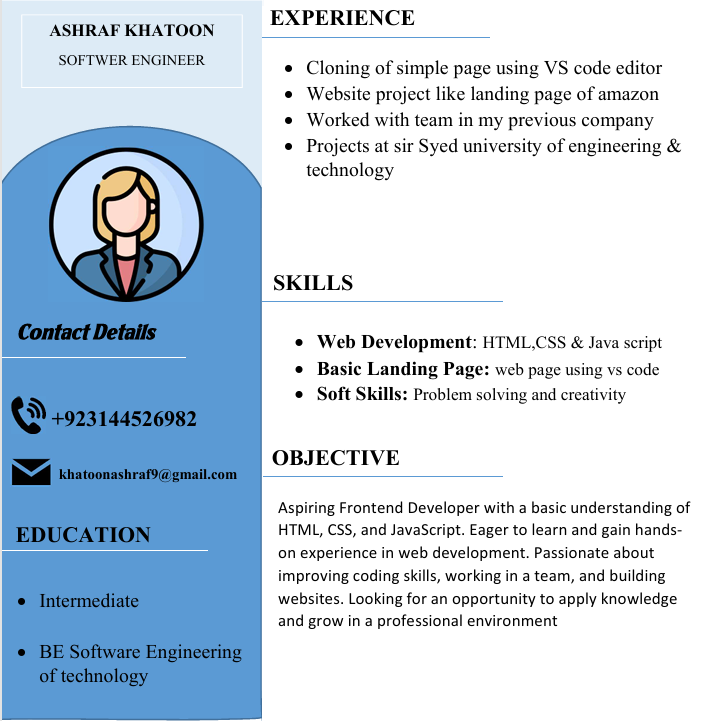 ASHRAF KHATOON
SOFTWER ENGINEER
Contact Details
+923144526982
khatoonashraf9@gmail.com
EDUCATION
• Intermediate
• BE Software Engineering
of technology
EXPERIENCE
• Cloning of simple page using VS code editor
• Website project like landing page of amazon
• Worked with team in my previous company
• Projects at sir Syed university of engineering &
technology
SKILLS
• Web Development: HTML,CSS & Java script
• Basic Landing Page: web page using vs code
• Soft Skills: Problem solving and creativity
OBJECTIVE
Aspiring Frontend Developer with a basic understanding of
HTML, CSS, and JavaScript. Eager to learn and gain hands-
on experience in web development. Passionate about
improving coding skills, working in a team, and building
websites. Looking for an opportunity to apply knowledge
and grow in a professional environment